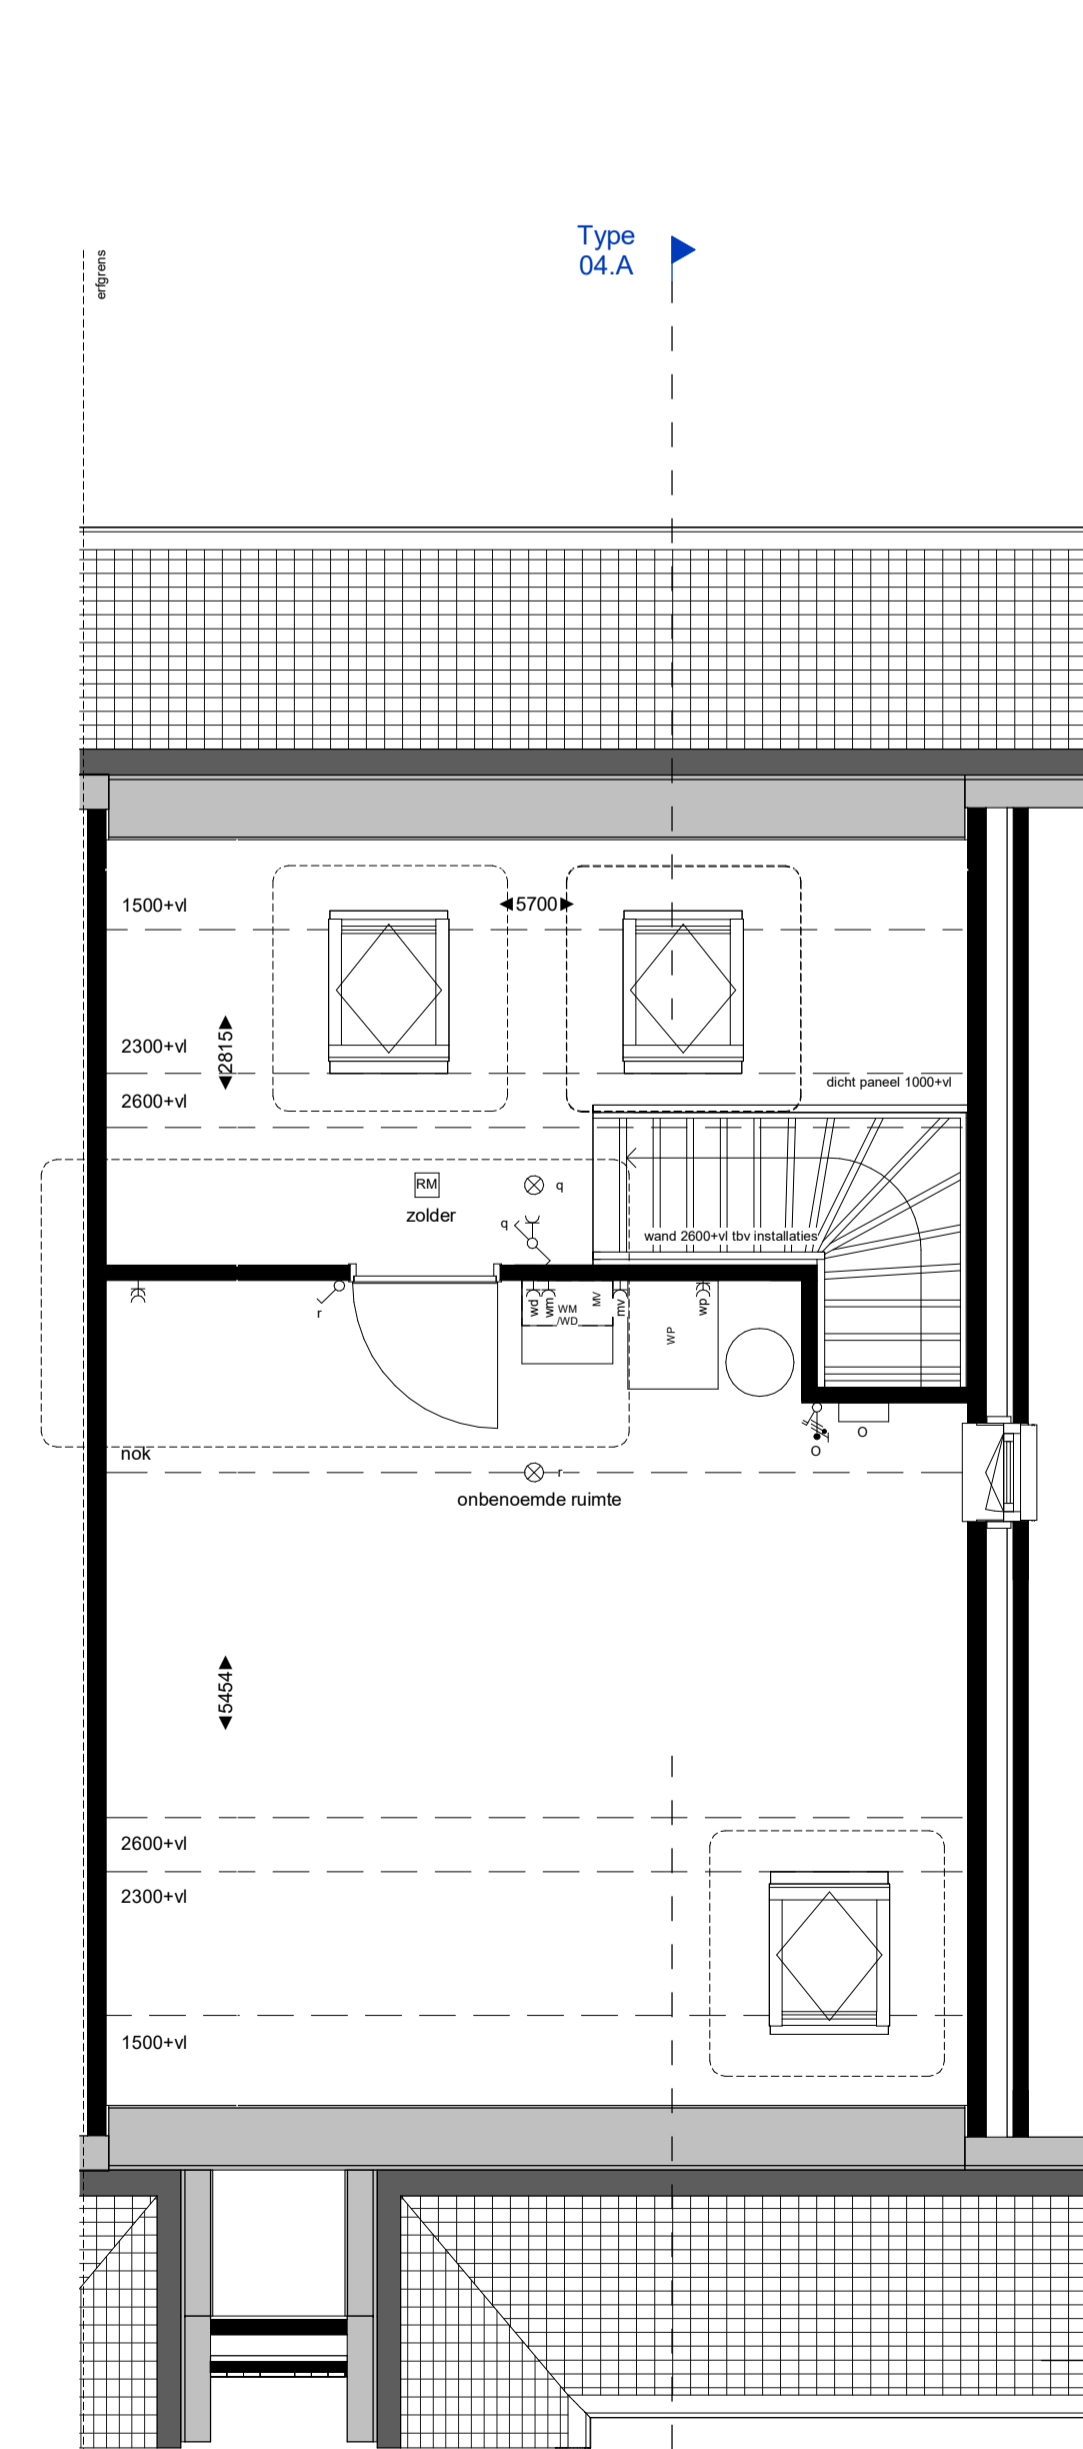 Type
04.A
erfgrens
1500+vl
5700
2300+vl
2815
2600+vl
dicht paneel 1000+vl
RM
q
zolder
q
wand 2600+vl tbv installaties
r
wd
wm
WM
/WD
MV
mv
WP
wp
O
O
nok
r
onbenoemde ruimte
5454
2600+vl
2300+vl
1500+vl